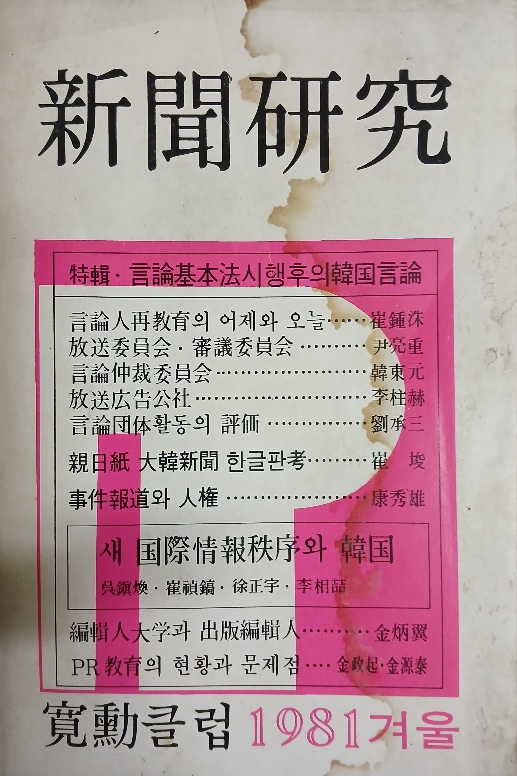 新聞研究
特輯·言論基本法시행후의韓国言論
言論人再教育의 어제와 오늘……崔鍾洙
放送委員会·審議委員会…………尹亮重
言論仲裁委員会……………………韓東元
放送広告公社………………………李柱赫
言論団体활동의 評価………………劉承三
親日紙 大韓新聞 한글판考…………崔 埈
事件報道와 人権……………………康秀雄
새 国際情報秩序와 韓国
呉鎭煥·崔禎鎬·徐正宇·李相喆
編輯人大学과 出版編輯人…………金炳翼
PR教育의 현황과 문제점‥‥金政起·金源泰
寛勳클럽 1981겨울